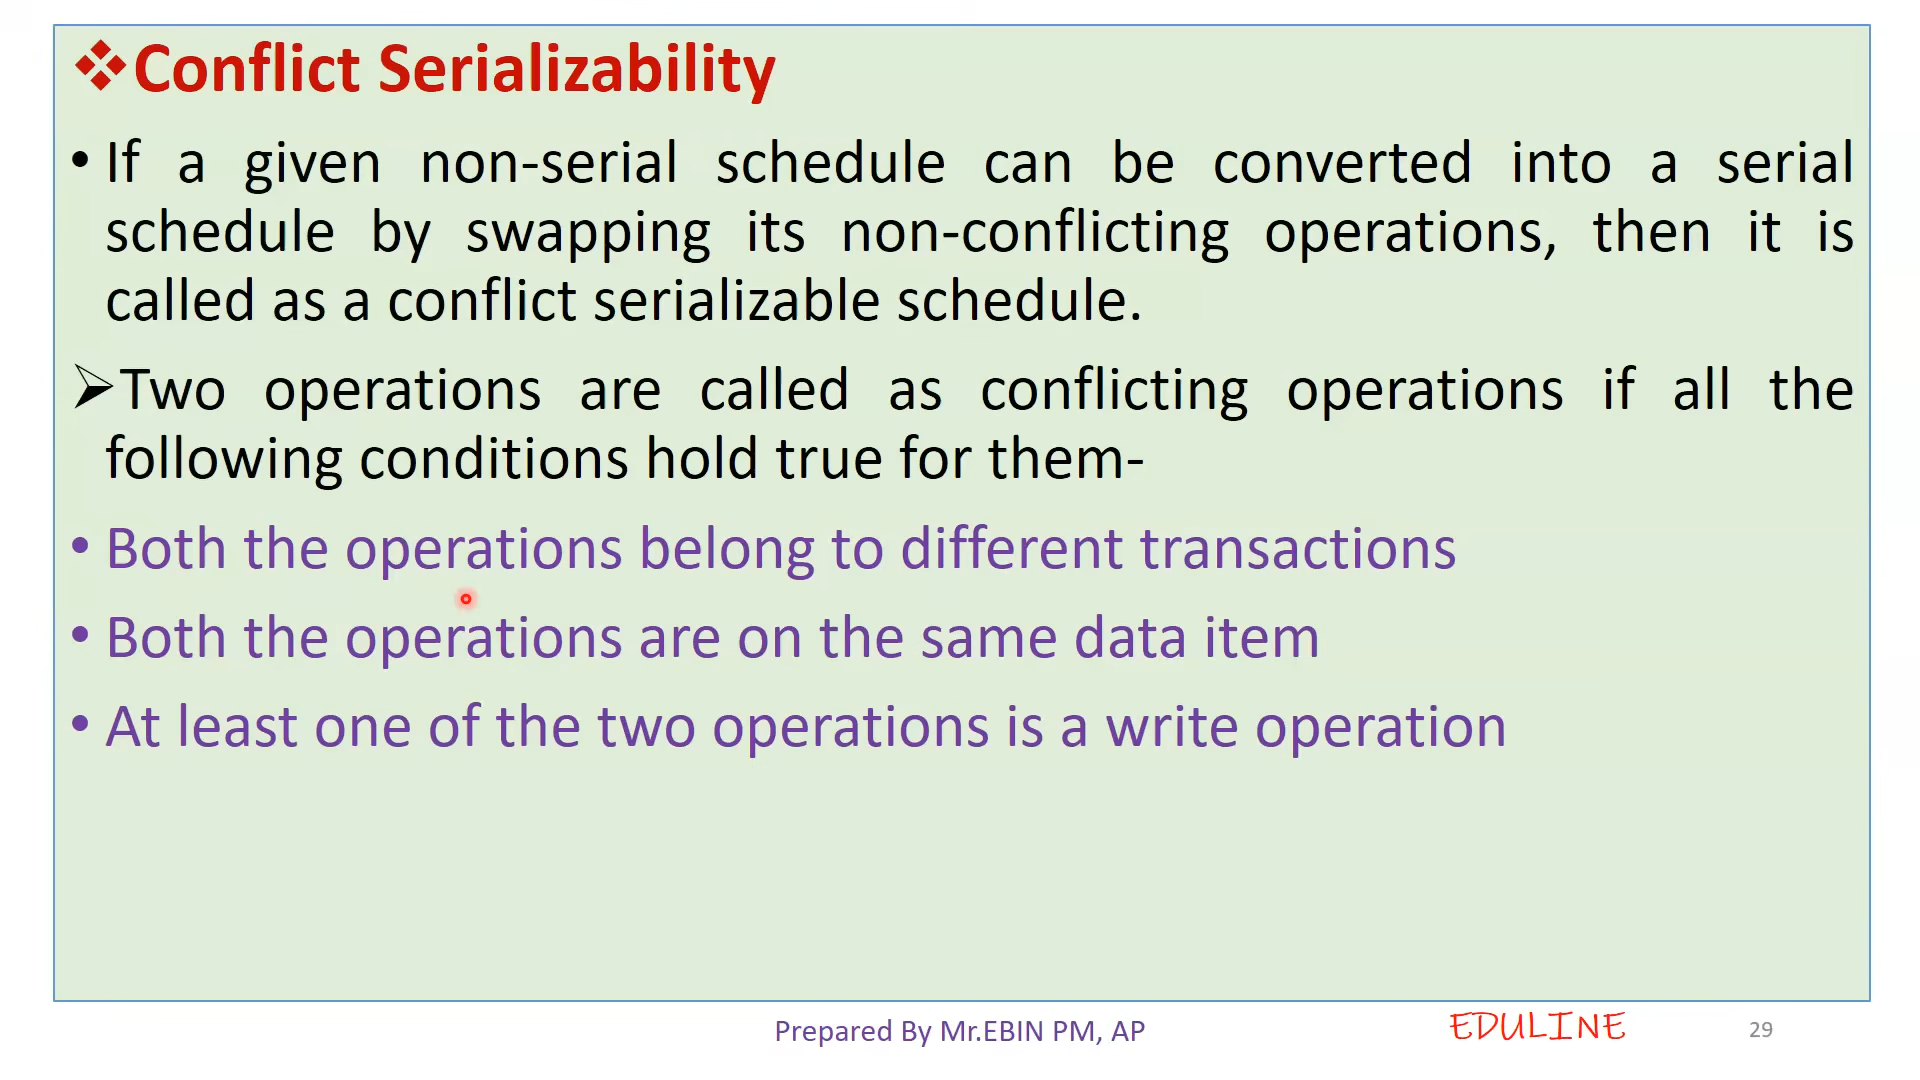 ❖Conflict Serializability
• If a given non-serial schedule can be converted into a serial
schedule by swapping its non-conflicting operations, then it is
called as a conflict serializable schedule.
➢Two operations are called as conflicting operations if all the
following conditions hold true for them-
• Both the operations belong to different transactions
• Both the operations are on the same data item
• At least one of the two operations is a write operation
Prepared By Mr.EBIN PM, AP
EDULINE
29